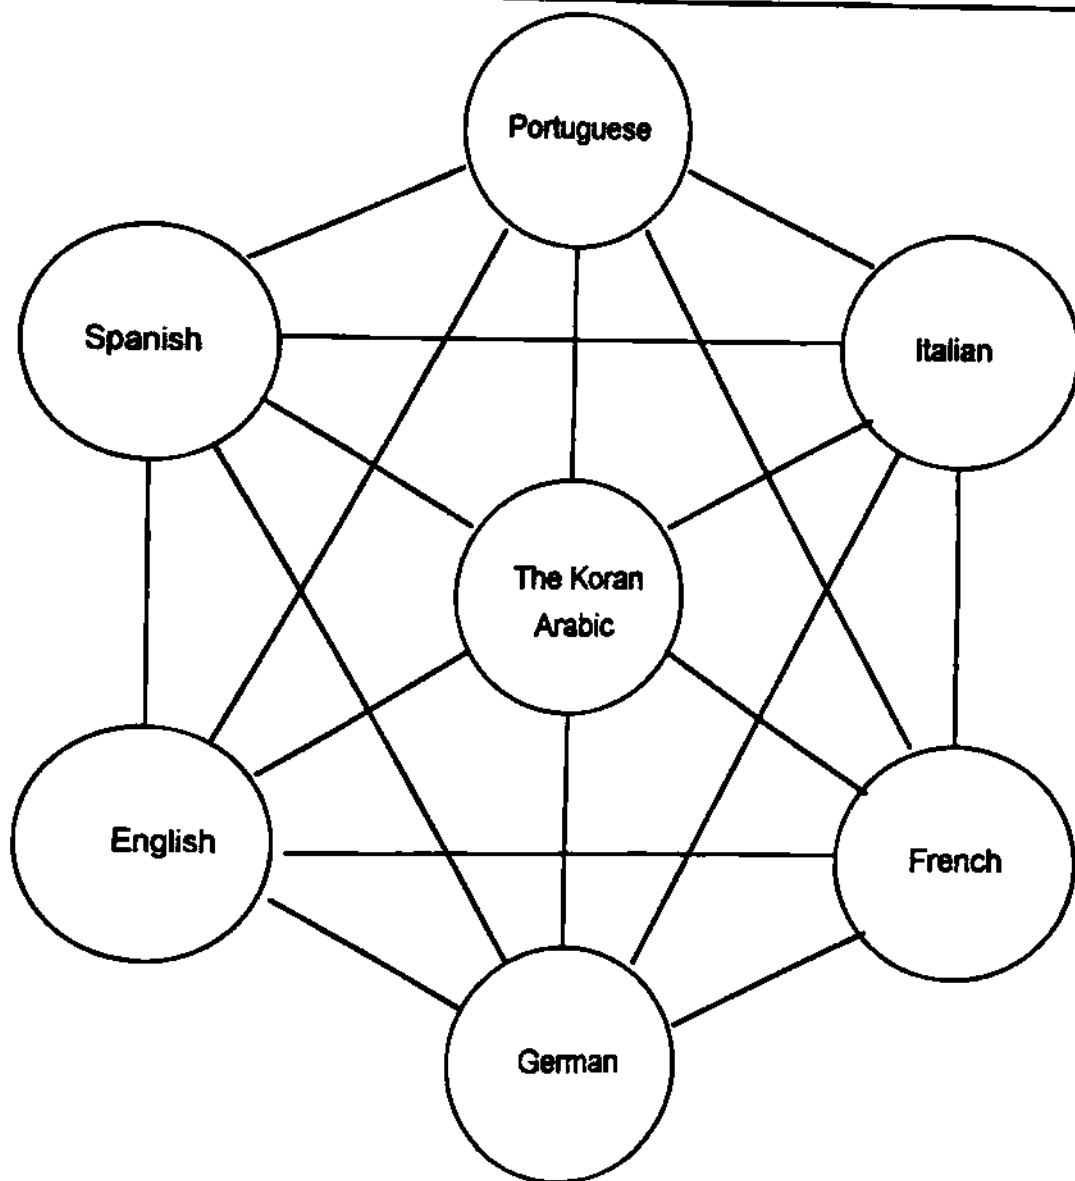 Portuguese
Spanish
Italian
The Koran
Arabic
English
French
German